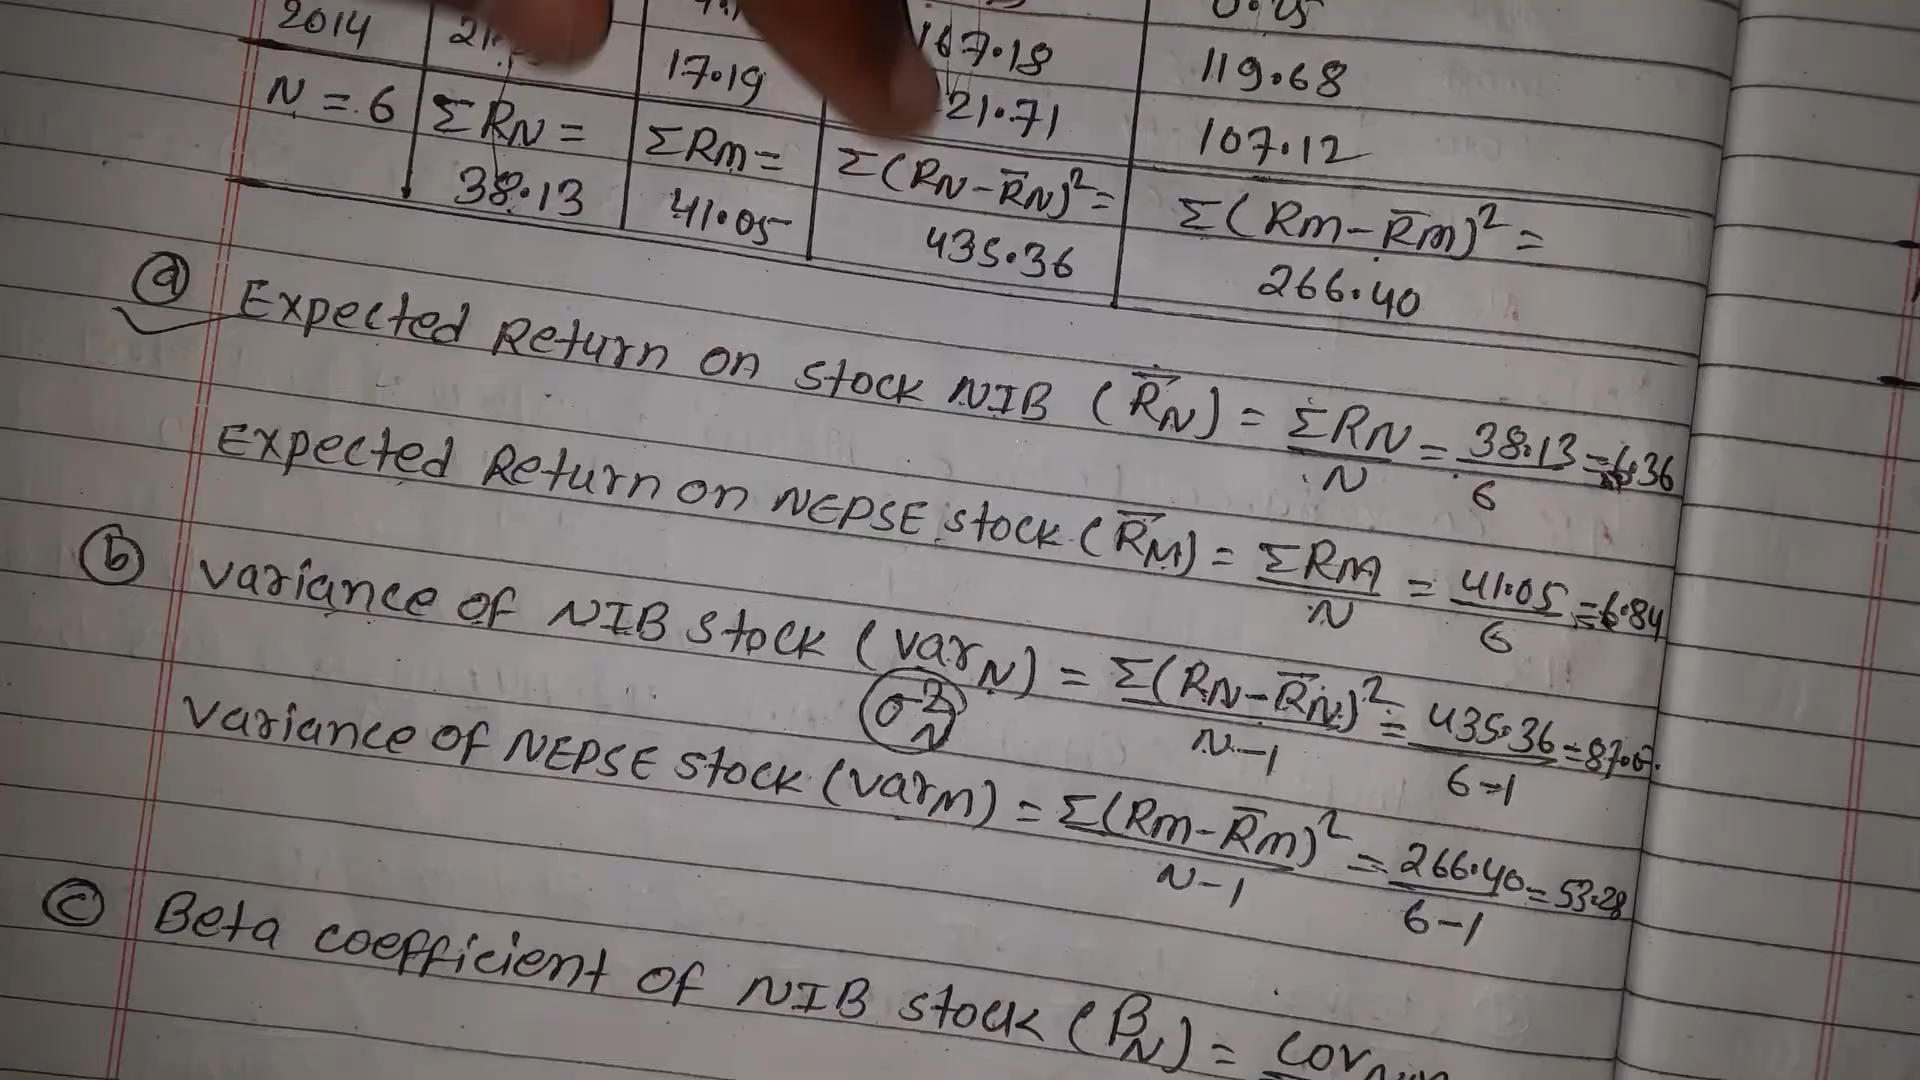 0.25
2014 167.18 119.68
17.19 21.71 107.12
N = 6 ΣRN = 38.13 ΣRm = 41.05 Σ(RN-R̅N)² = 435.36 Σ(Rm-R̅m)² = 266.40
ⓐ Expected Return on stock NIB (R̅N) = ΣRN/N = 38.13/6 = 6.36
Expected Return on NEPSE stock (R̅M) = ΣRM/N = 41.05/6 = 6.84
ⓑ variance of NIB stock (varN) = Σ(RN-R̅N)²/N-1 = 435.36/6-1 = 87.07
σ²N
variance of NEPSE stock (varm) = Σ(Rm-R̅m)²/N-1 = 266.40/6-1 = 53.28
ⓒ Beta coefficient of NIB stock (βN) = cov